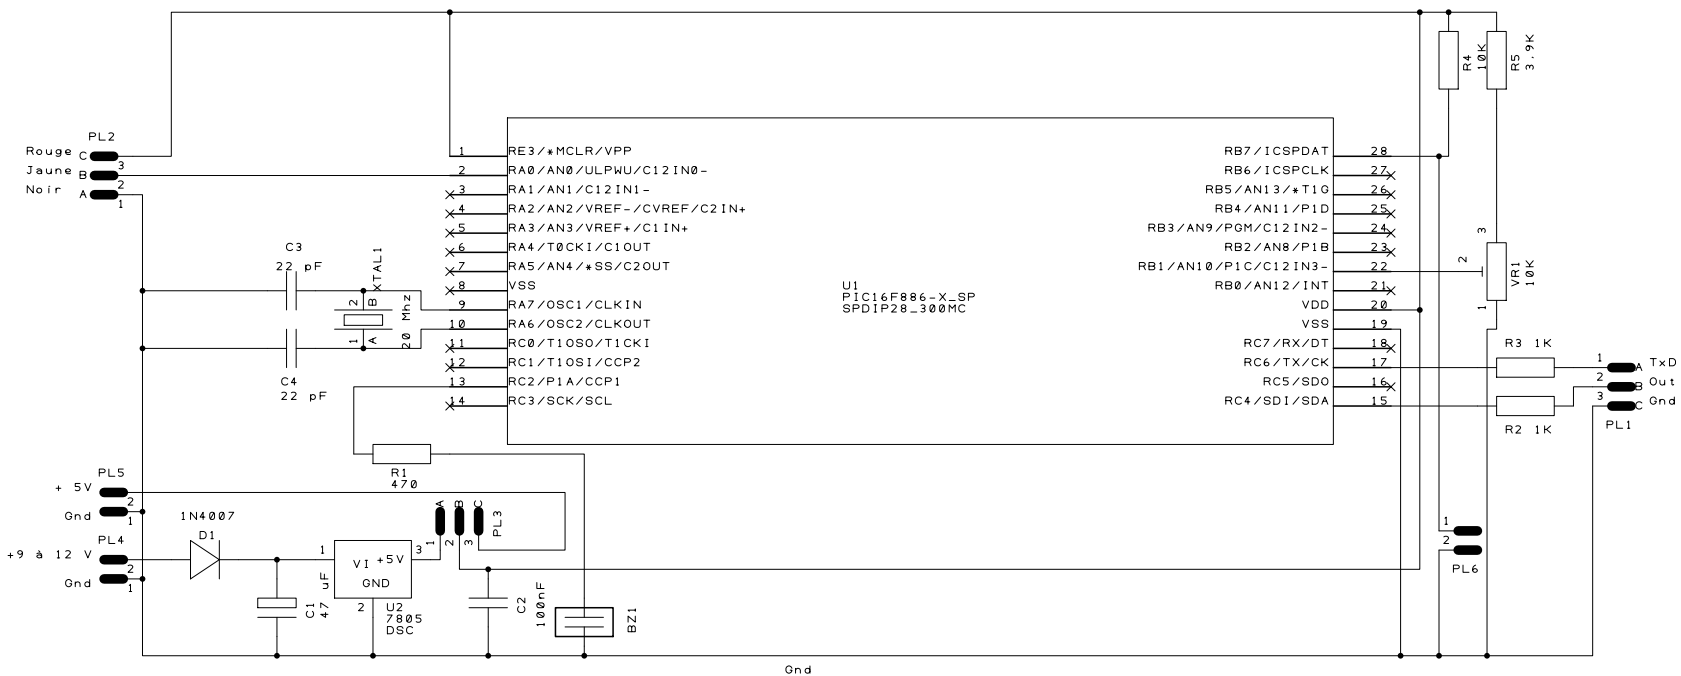 PL2
Rouge C 3
Jaune B 2
Noir A 1
R4 10K
R5 3.9K
1 RE3/*MCLR/VPP
2 RA0/AN0/ULPWU/C12IN0-
3 RA1/AN1/C12IN1-
4 RA2/AN2/VREF-/CVREF/C2IN+
5 RA3/AN3/VREF+/C1IN+
6 RA4/T0CKI/C1OUT
7 RA5/AN4/*SS/C2OUT
8 VSS
9 RA7/OSC1/CLKIN
10 RA6/OSC2/CLKOUT
11 RC0/T1OSO/T1CKI
12 RC1/T1OSI/CCP2
13 RC2/P1A/CCP1
14 RC3/SCK/SCL
U1
PIC16F886-X_SP
SPDIP28_300MC
RB7/ICSPDAT 28
RB6/ICSPCLK 27
RB5/AN13/*T1G 26
RB4/AN11/P1D 25
RB3/AN9/PGM/C12IN2- 24
RB2/AN8/P1B 23
RB1/AN10/P1C/C12IN3- 22
RB0/AN12/INT 21
VDD 20
VSS 19
RC7/RX/DT 18
RC6/TX/CK 17
RC5/SDO 16
RC4/SDI/SDA 15
C3
22 pF
XTAL1
20 Mhz
2 B
1 A
C4
22 pF
3
2
1
VR1
10K
R3 1K
R2 1K
1 A TxD
2 B Out
3 C Gnd
PL1
R1
470
PL5
+ 5V 2
Gnd 1
1N4007
D1
PL4
+9 à 12 V 2
Gnd 1
C1
47 uF
1 VI +5V 3
GND
2
U2
7805
DSC
A B C
1 2 3
PL3
C2
100nF
BZ1
1
2
PL6
Gnd